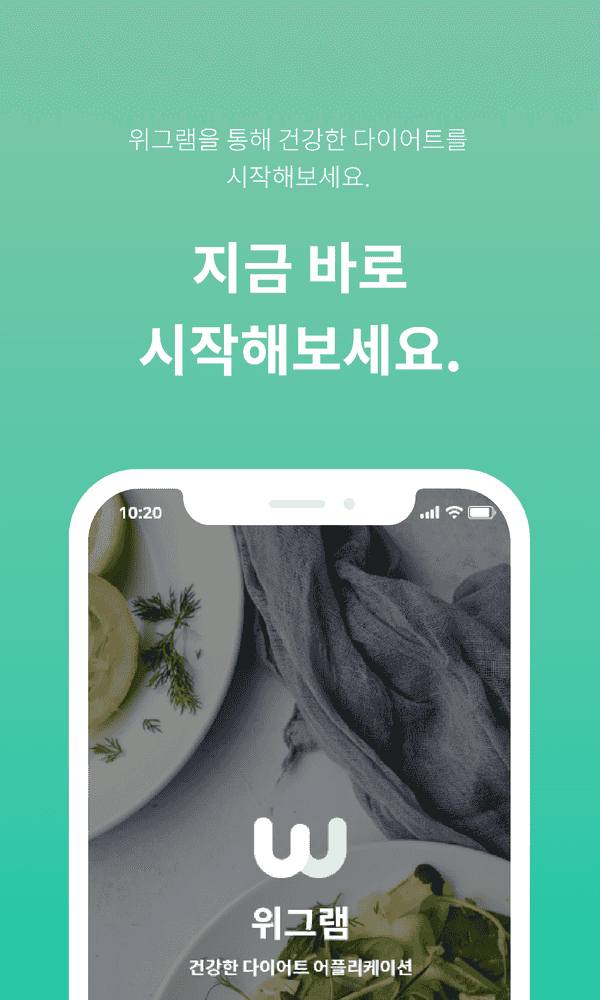 위그램을 통해 건강한 다이어트를
시작해보세요.
지금 바로
시작해보세요.
10:20
위그램
건강한 다이어트 어플리케이션